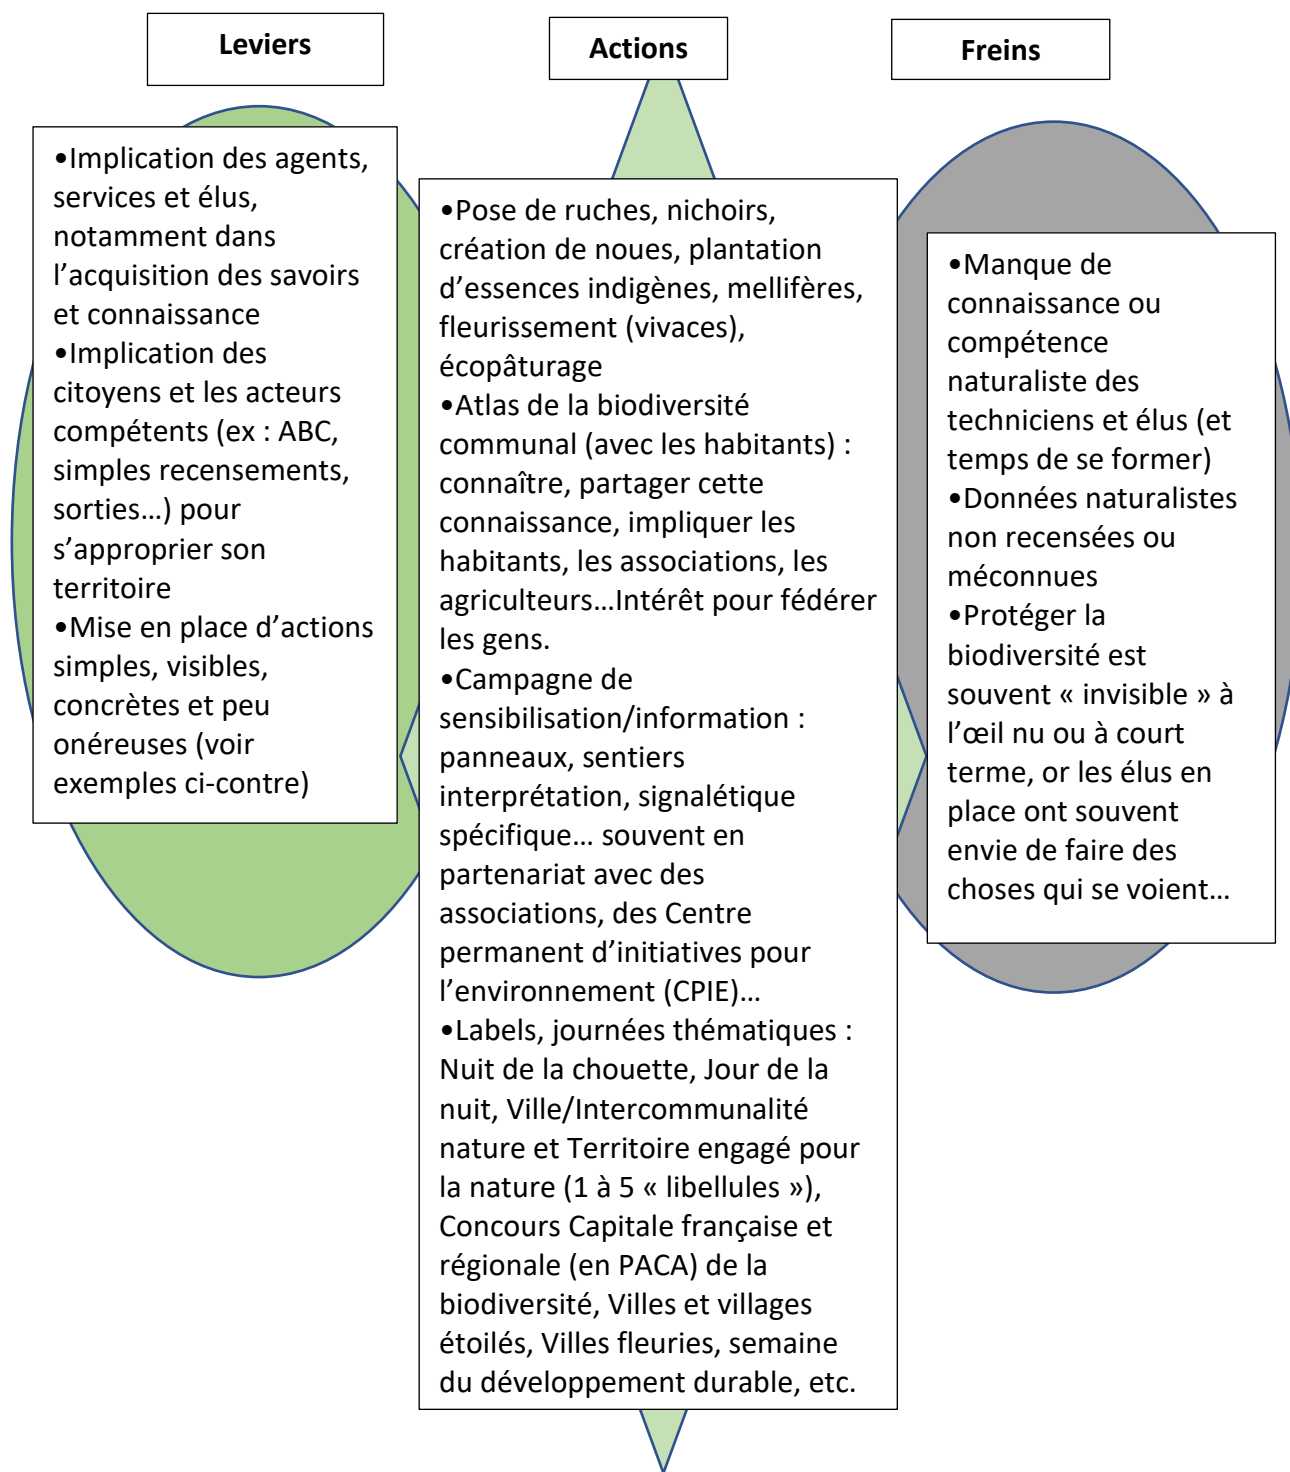 Leviers
Actions
Freins
•Implication des agents,
services et élus,
notamment dans
l’acquisition des savoirs
et connaissance
•Implication des
citoyens et les acteurs
compétents (ex : ABC,
simples recensements,
sorties…) pour
s’approprier son
territoire
•Mise en place d’actions
simples, visibles,
concrètes et peu
onéreuses (voir
exemples ci-contre)
•Pose de ruches, nichoirs,
création de noues, plantation
d’essences indigènes, mellifères,
fleurissement (vivaces),
écopâturage
•Atlas de la biodiversité
communal (avec les habitants) :
connaître, partager cette
connaissance, impliquer les
habitants, les associations, les
agriculteurs…Intérêt pour fédérer
les gens.
•Campagne de
sensibilisation/information :
panneaux, sentiers
interprétation, signalétique
spécifique… souvent en
partenariat avec des
associations, des Centre
permanent d’initiatives pour
l’environnement (CPIE)…
•Labels, journées thématiques :
Nuit de la chouette, Jour de la
nuit, Ville/Intercommunalité
nature et Territoire engagé pour
la nature (1 à 5 « libellules »),
Concours Capitale française et
régionale (en PACA) de la
biodiversité, Villes et villages
étoilés, Villes fleuries, semaine
du développement durable, etc.
•Manque de
connaissance ou
compétence
naturaliste des
techniciens et élus (et
temps de se former)
•Données naturalistes
non recensées ou
méconnues
•Protéger la
biodiversité est
souvent « invisible » à
l’œil nu ou à court
terme, or les élus en
place ont souvent
envie de faire des
choses qui se voient…